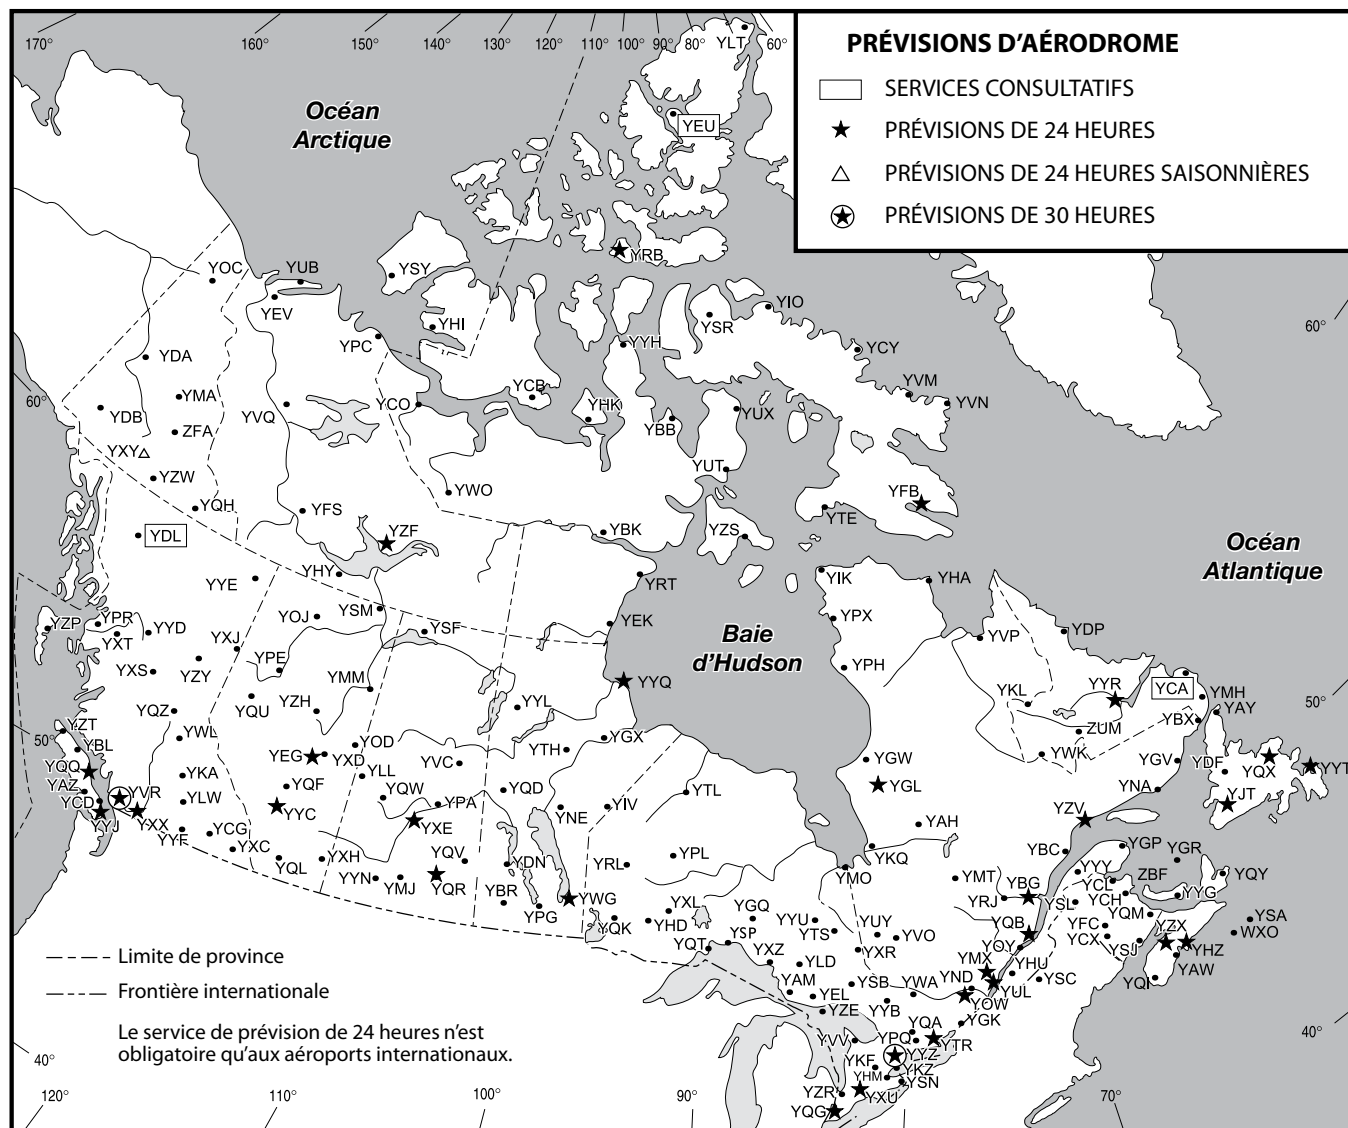 170°
160°
150°
140°
130°
120°
110°
100°
90°
80°
60°
YLT
PRÉVISIONS D'AÉRODROME
SERVICES CONSULTATIFS
PRÉVISIONS DE 24 HEURES
PRÉVISIONS DE 24 HEURES SAISONNIÈRES
PRÉVISIONS DE 30 HEURES
Océan
Arctique
YEU
YRB
YOC
YUB
YSY
YEV
YHI
YPC
YYH
YSR
YIO
60°
YCY
YDA
YMA
YCB
YVM
60°
YDB
YVQ
YCO
YHK
YBB
YUX
YVN
ZFA
YXY
YZW
YUT
YQH
YWO
YFB
YFS
YTE
YDL
YZF
YBK
YZS
Océan
Atlantique
YYE
YHY
YRT
YIK
YHA
YSM
YOJ
YPX
YZP
YPR
YYD
YXT
YXJ
YSF
YEK
Baie
d'Hudson
YVP
YDP
YPE
YXS
YZY
YMM
YYQ
YPH
YYR
YCA
YKL
YMH
50°
YQZ
YQU
YZH
YYL
YBX
YAY
YZT
YWL
ZUM
50°
YBL
YEG
YXD
YOD
YTH
YGX
YGW
YWK
YGV
YDF
YQX
YYT
YQQ
YKA
YLL
YVC
YGL
YAZ
YVR
YQF
YQW
YQD
YTL
YNA
YCD
YLW
YPA
YNE
YIV
YJT
YYJ
YXX
YYC
YXE
YZV
YYF
YCG
YAH
YXC
YQL
YXH
YQV
YDN
YRL
YPL
YKQ
YBC
YGP
YGR
YYN
YMJ
YQR
YMO
YMT
YYY
ZBF
YQY
YBR
YWG
YRJ
YBG
YSL
YCL
YCH
YYG
YPG
YQK
YXL
YHD
YGQ
YYU
YUY
YQB
YFC
YQM
YZX
YSA
YQT
YSP
YTS
YVO
YOY
YCX
YSJ
YHZ
WXO
YXZ
YLD
YXR
YMX
YHU
YAW
YAM
YSB
YWA
YND
YUL
YSC
YQI
YEL
YOW
YZE
YYB
YGK
40°
YQA
YVV
YPQ
YYZ
YTR
YKF
YKZ
YHM
YSN
YZR
YXU
YQG
Limite de province
Frontière internationale
Le service de prévision de 24 heures n'est
obligatoire qu'aux aéroports internationaux.
40°
120°
110°
100°
90°
70°